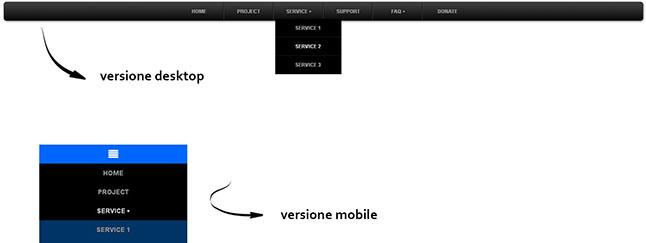 HOME PROJECT SERVICE + SUPPORT FAQ + DONATE
SERVICE 1
SERVICE 2
SERVICE 3
versione desktop
HOME
PROJECT
SERVICE +
SERVICE 1
versione mobile